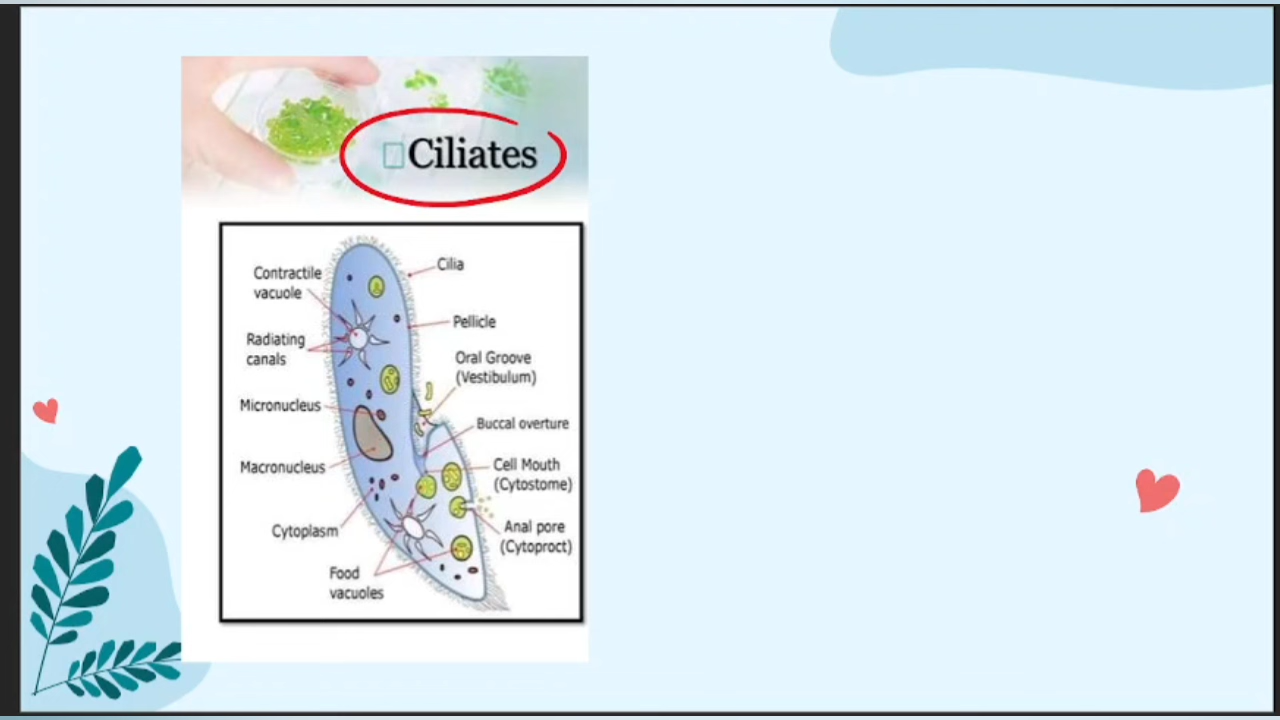 Ciliates
Contractile
vacuole
Cilia
Pellicle
Radiating
canals
Oral Groove
(Vestibulum)
Micronucleus
Buccal overture
Macronucleus
Cell Mouth
(Cytostome)
Cytoplasm
Anal pore
(Cytoproct)
Food
vacuoles